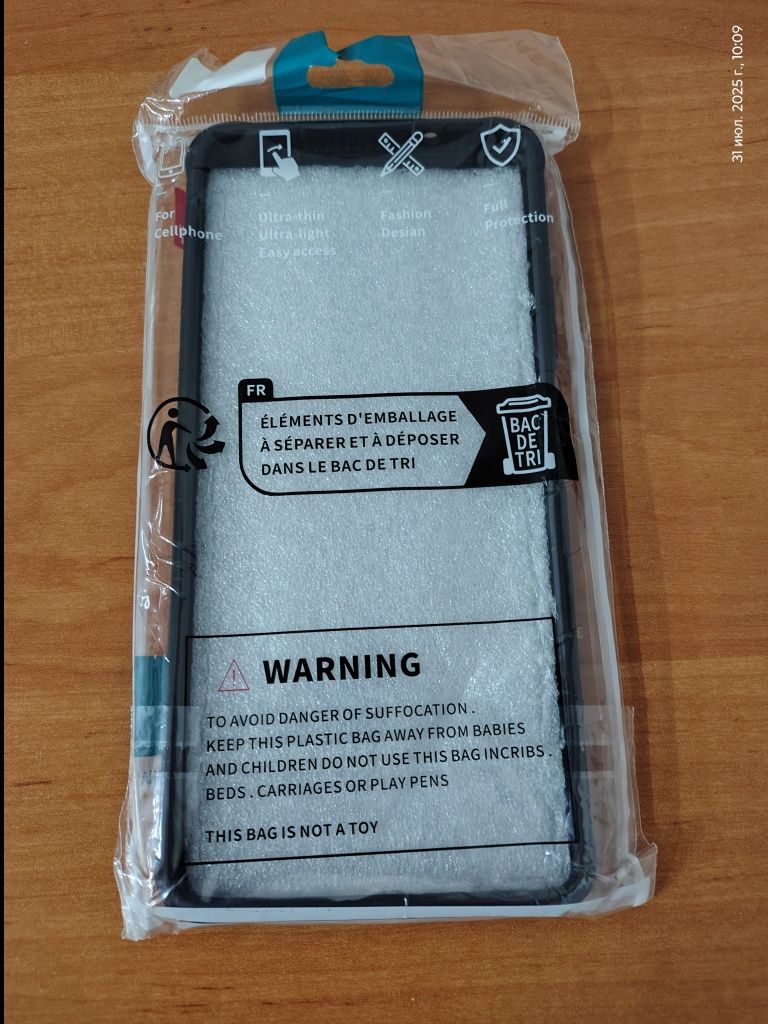 31 июл. 2025 г., 10:09
For
Cellphone
Ultra-thin
Ultra-light
Easy access
Fashion
Desian
Full
Protection
FR
ÉLÉMENTS D'EMBALLAGE
À SÉPARER ET À DÉPOSER
DANS LE BAC DE TRI
BAC
DE
TRI
WARNING
TO AVOID DANGER OF SUFFOCATION .
KEEP THIS PLASTIC BAG AWAY FROM BABIES
AND CHILDREN DO NOT USE THIS BAG INCRIBS .
BEDS . CARRIAGES OR PLAY PENS
THIS BAG IS NOT A TOY